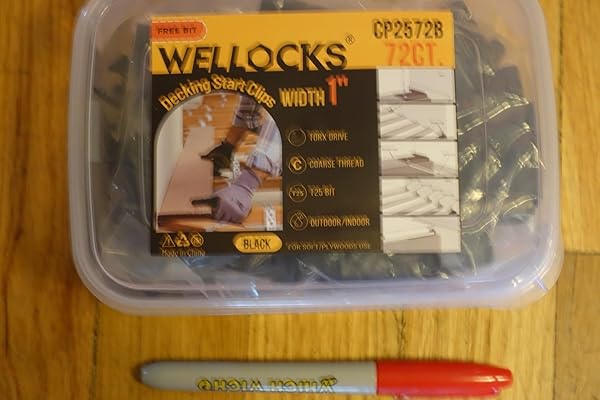 FREE BIT
CP2572B
WELLOCKS®
72CT.
Decking Start Clips
WIDTH 1"
TORX DRIVE
C
COARSE THREAD
T25
T25 BIT
OUTDOOR/INDOOR
Made in China
BLACK
FOR SOFT/PLYWOODS USE
WHICH WICH